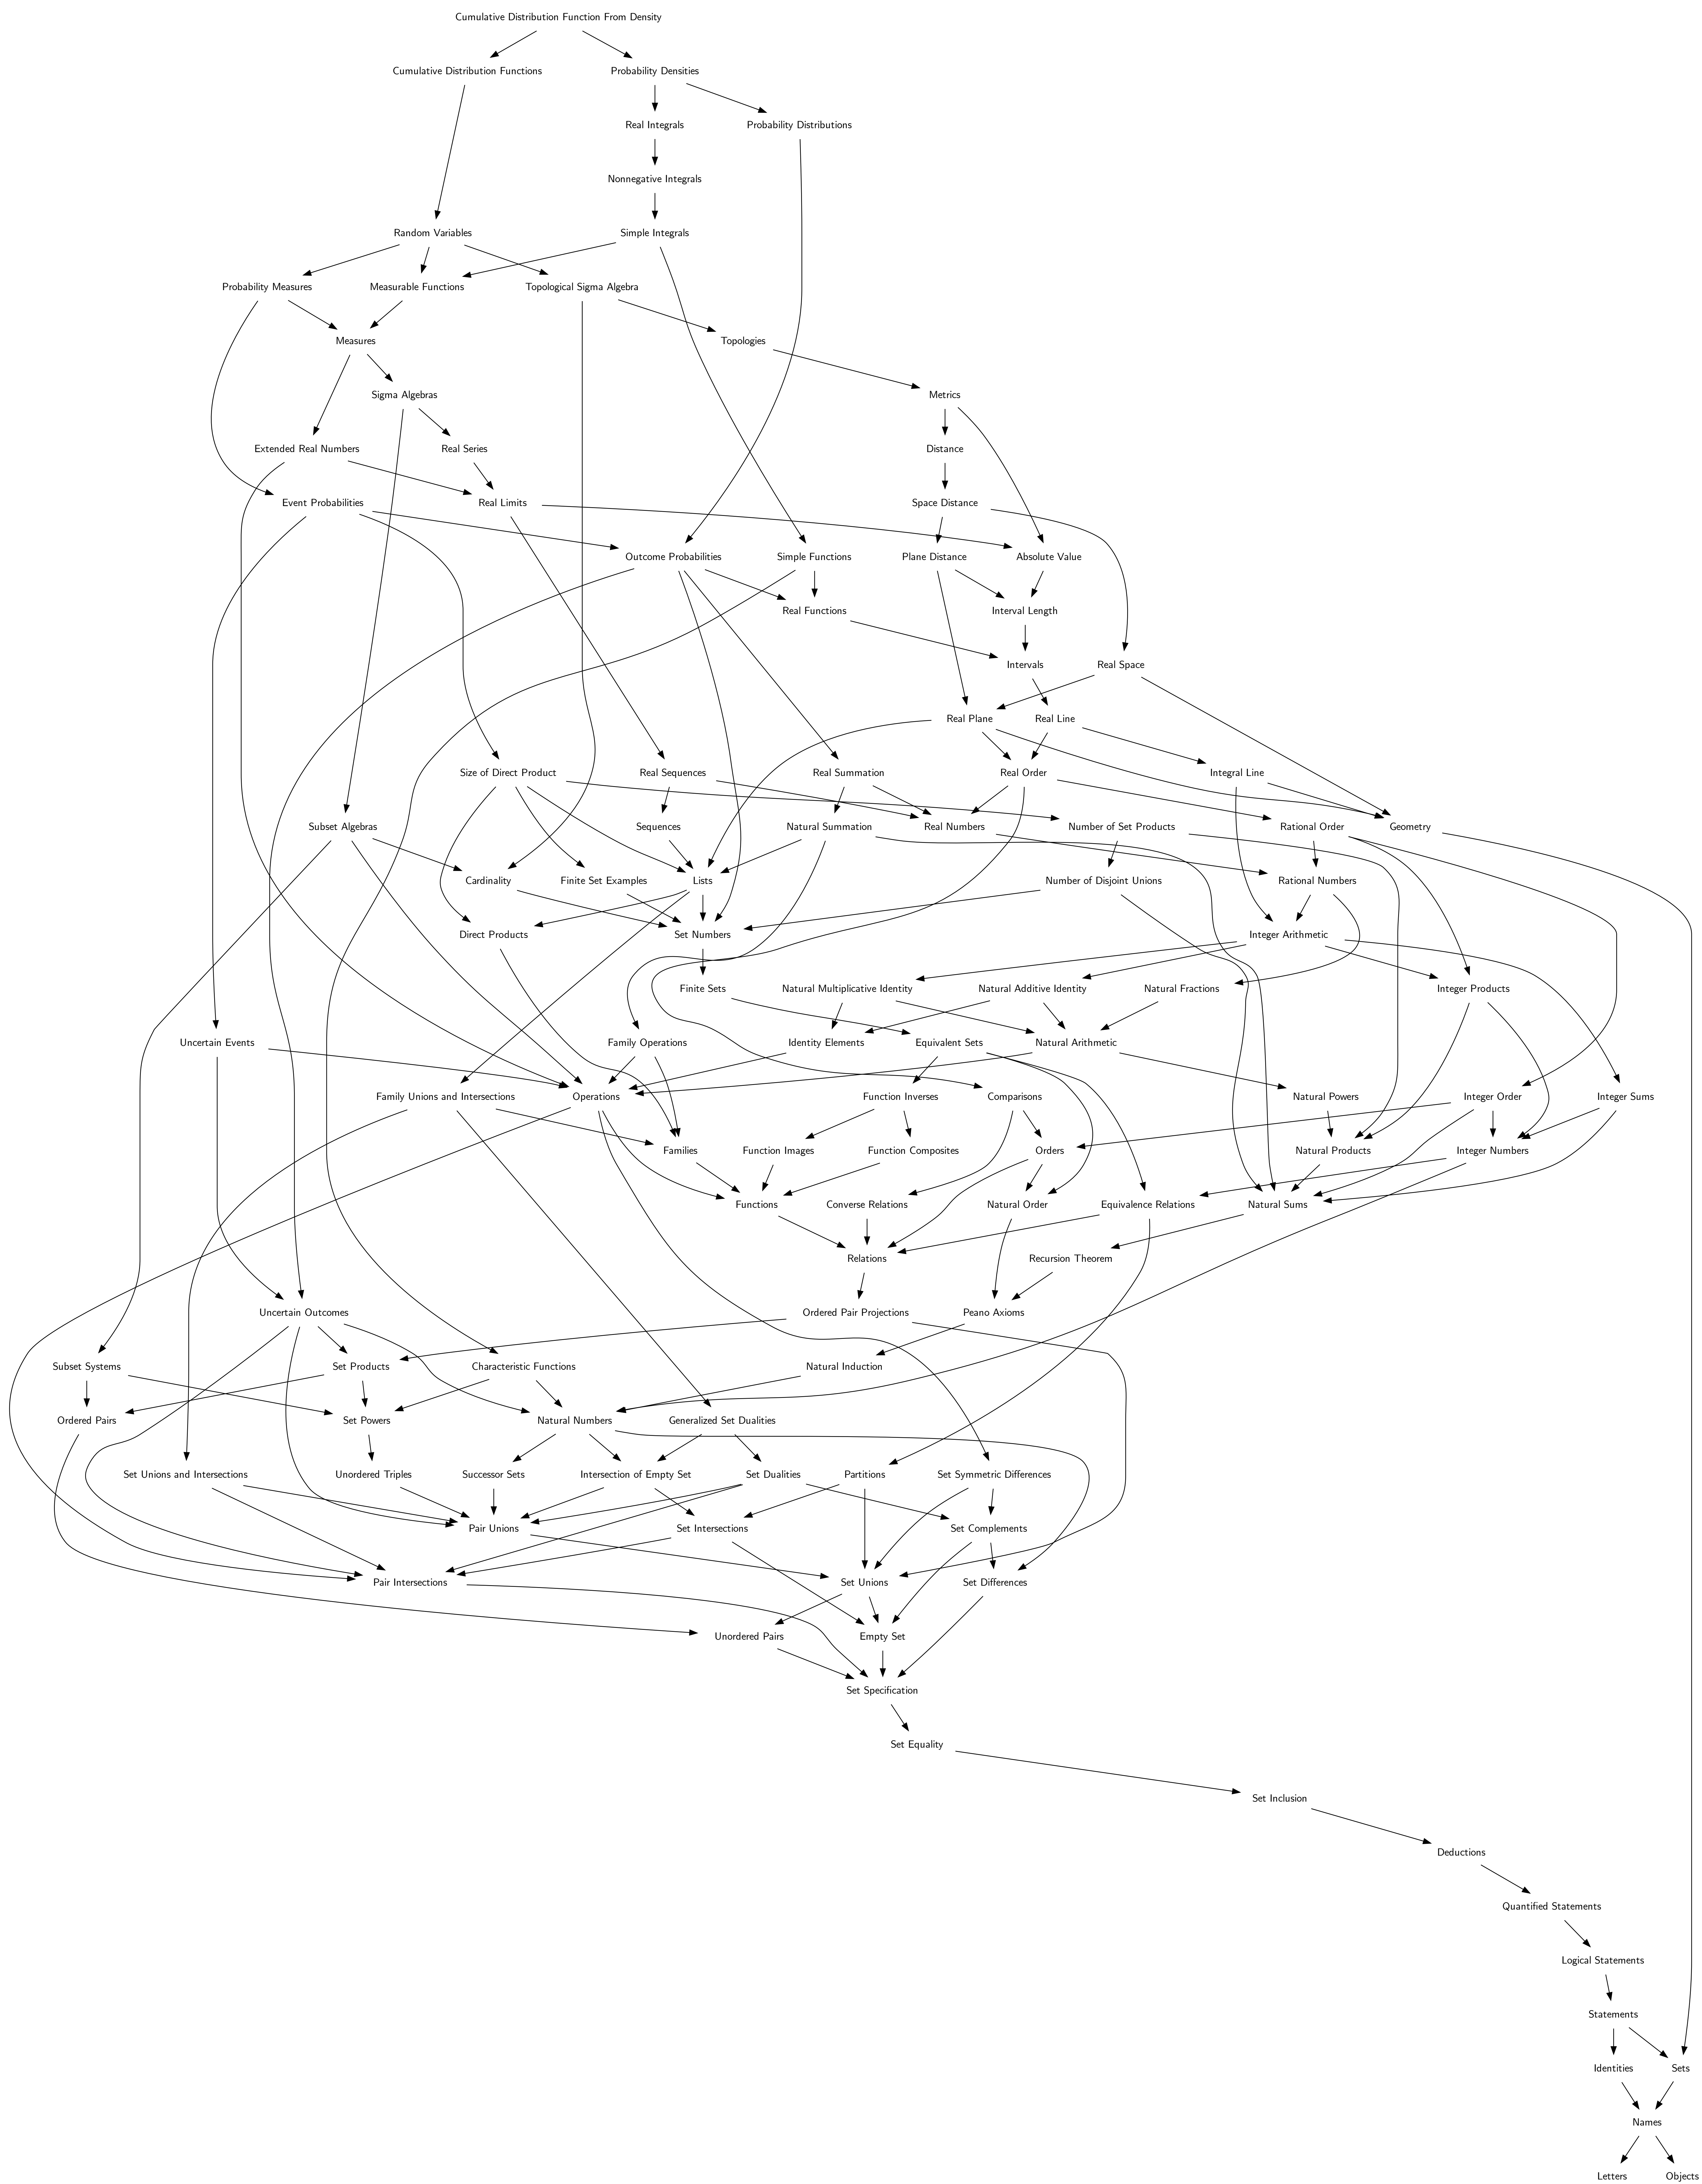 Cumulative Distribution Function From Density
Cumulative Distribution Functions
Probability Densities
Real Integrals
Probability Distributions
Nonnegative Integrals
Random Variables
Simple Integrals
Probability Measures
Measurable Functions
Topological Sigma Algebra
Measures
Topologies
Sigma Algebras
Metrics
Extended Real Numbers
Real Series
Distance
Event Probabilities
Real Limits
Space Distance
Outcome Probabilities
Simple Functions
Plane Distance
Absolute Value
Real Functions
Interval Length
Intervals
Real Space
Real Plane
Real Line
Size of Direct Product
Real Sequences
Real Summation
Real Order
Integral Line
Subset Algebras
Sequences
Natural Summation
Real Numbers
Number of Set Products
Rational Order
Geometry
Cardinality
Finite Set Examples
Lists
Number of Disjoint Unions
Rational Numbers
Direct Products
Set Numbers
Integer Arithmetic
Finite Sets
Natural Multiplicative Identity
Natural Additive Identity
Natural Fractions
Integer Products
Uncertain Events
Family Operations
Identity Elements
Equivalent Sets
Natural Arithmetic
Family Unions and Intersections
Operations
Function Inverses
Comparisons
Natural Powers
Integer Order
Integer Sums
Families
Function Images
Function Composites
Orders
Natural Products
Integer Numbers
Functions
Converse Relations
Natural Order
Equivalence Relations
Natural Sums
Relations
Recursion Theorem
Uncertain Outcomes
Ordered Pair Projections
Peano Axioms
Subset Systems
Set Products
Characteristic Functions
Natural Induction
Ordered Pairs
Set Powers
Natural Numbers
Generalized Set Dualities
Set Unions and Intersections
Unordered Triples
Successor Sets
Intersection of Empty Set
Set Dualities
Partitions
Set Symmetric Differences
Pair Unions
Set Intersections
Set Complements
Pair Intersections
Set Unions
Set Differences
Unordered Pairs
Empty Set
Set Specification
Set Equality
Set Inclusion
Deductions
Quantified Statements
Logical Statements
Statements
Identities
Sets
Names
Letters
Objects